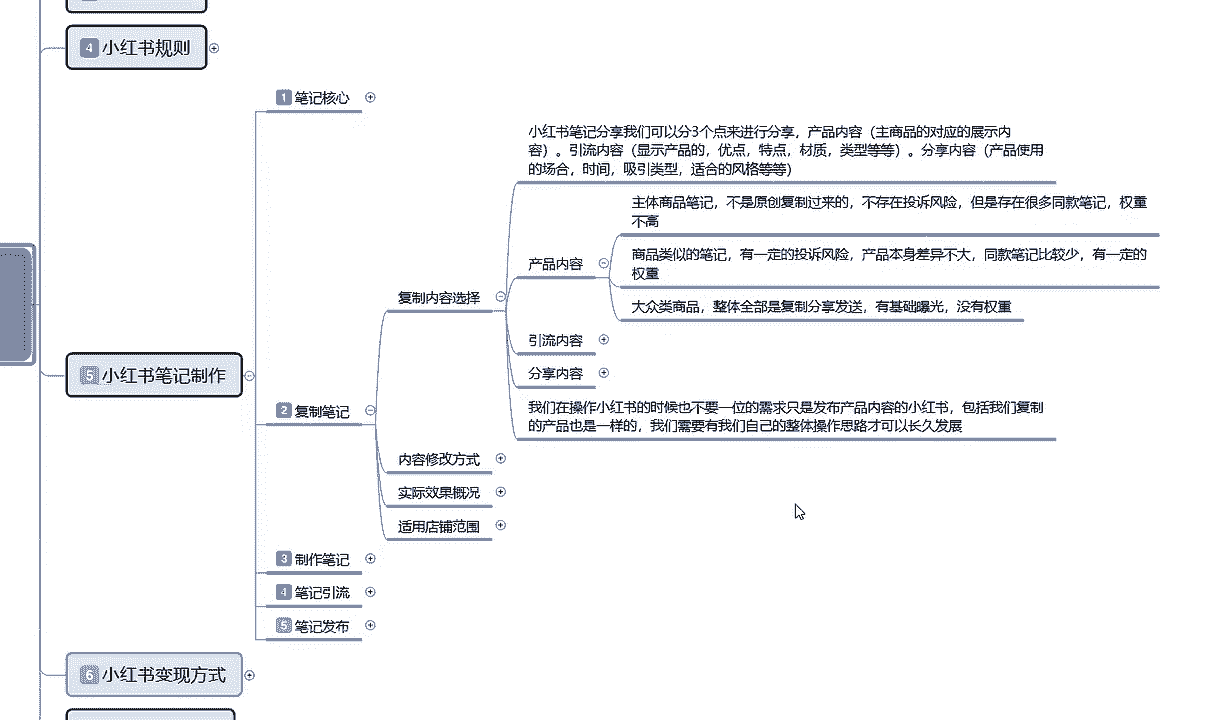 4 小红书规则
1 笔记核心
小红书笔记分享我们可以分3个点来进行分享，产品内容（主商品的对应的展示内
容）。引流内容（显示产品的，优点，特点，材质，类型等等）。分享内容（产品使用
的场合，时间，吸引类型，适合的风格等等）
主体商品笔记，不是原创复制过来的，不存在投诉风险，但是存在很多同款笔记，权重
不高
产品内容
商品类似的笔记，有一定的投诉风险，产品本身差异不大，同款笔记比较少，有一定的
权重
复制内容选择
大众类商品，整体全部是复制分享发送，有基础曝光，没有权重
引流内容
分享内容
5 小红书笔记制作
2 复制笔记
我们在操作小红书的时候也不要一位的需求只是发布产品内容的小红书，包括我们复制
的产品也是一样的，我们需要有我们自己的整体操作思路才可以长久发展
内容修改方式
实际效果概况
适用店铺范围
3 制作笔记
4 笔记引流
5 笔记发布
6 小红书变现方式